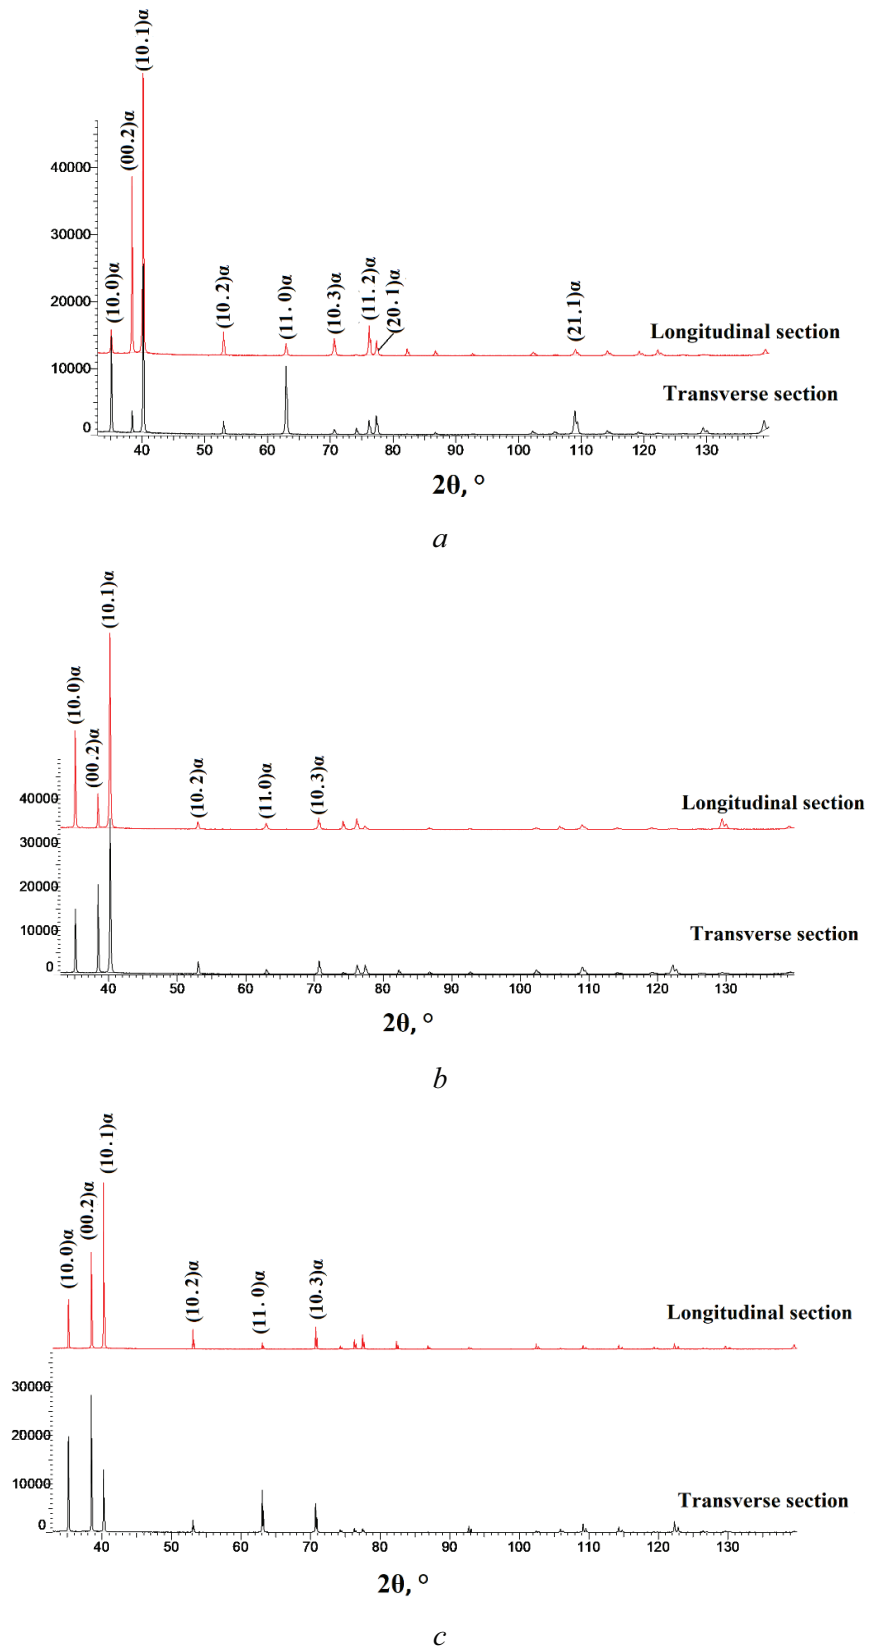 (10.1)α
(00.2)α
(10.0)α
(10.2)α
(11.0)α
(10.3)α
(11.2)α
(20.1)α
(21.1)α
40000
30000
20000
10000
0
Longitudinal section
Transverse section
40 50 60 70 80 90 100 110 120 130
2θ, °
a
(10.1)α
(10.0)α
(00.2)α
(10.2)α
(11.0)α
(10.3)α
40000
30000
20000
10000
0
Longitudinal section
Transverse section
40 50 60 70 80 90 100 110 120 130
2θ, °
b
(10.1)α
(00.2)α
(10.0)α
(10.2)α
(11.0)α
(10.3)α
Longitudinal section
30000
20000
10000
0
Transverse section
40 50 60 70 80 90 100 110 120 130
2θ, °
c